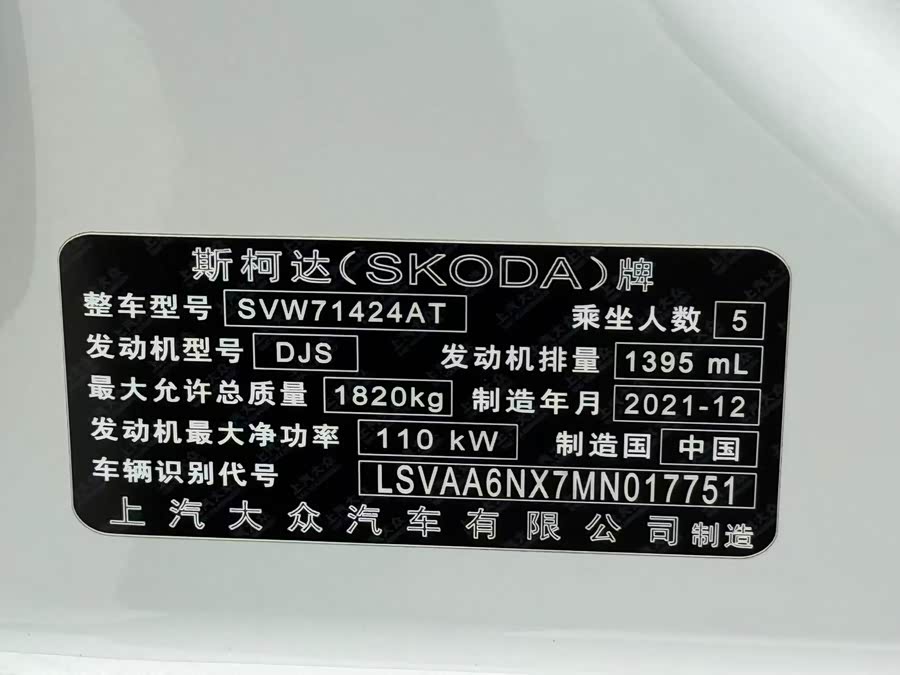 斯柯达(SKODA)牌
整车型号 SVW71424AT 乘坐人数 5
发动机型号 DJS 发动机排量 1395 mL
最大允许总质量 1820kg 制造年月 2021-12
发动机最大净功率 110 kW 制造国 中国
车辆识别代号 LSVAA6NX7MN017751
上汽大众汽车有限公司制造